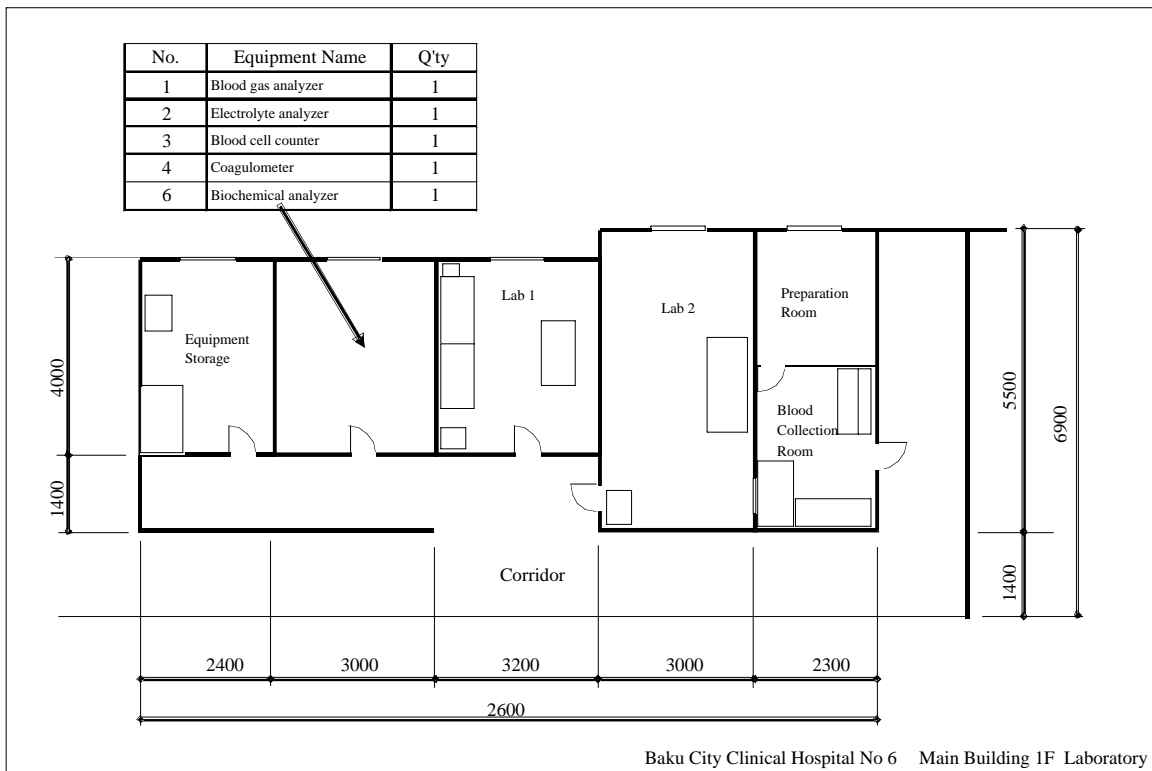 No. Equipment Name Q'ty
1 Blood gas analyzer 1
2 Electrolyte analyzer 1
3 Blood cell counter 1
4 Coagulometer 1
6 Biochemical analyzer 1
Lab 1
Lab 2
Preparation
Room
Equipment
Storage
Blood
Collection
Room
4000
1400
5500
6900
1400
Corridor
2400 3000 3200 3000 2300
2600
Baku City Clinical Hospital No 6 Main Building 1F Laboratory